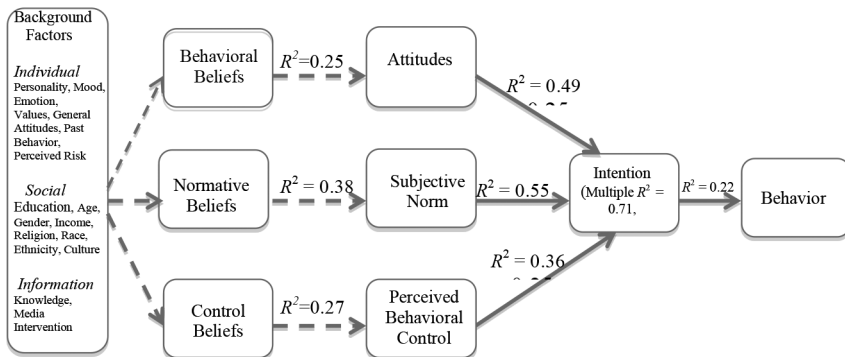 Background
Factors
Individual
Personality, Mood,
Emotion,
Values, General
Attitudes, Past
Behavior,
Perceived Risk
Social
Education, Age,
Gender, Income,
Religion, Race,
Ethnicity, Culture
Information
Knowledge,
Media
Intervention
Behavioral
Beliefs
R²=0.25
Attitudes
R² = 0.49
Normative
Beliefs
R² = 0.38
Subjective
Norm
R² = 0.55
Intention
(Multiple R² =
0.71,
R² = 0.22
Behavior
Control
Beliefs
R²=0.27
Perceived
Behavioral
Control
R² = 0.36